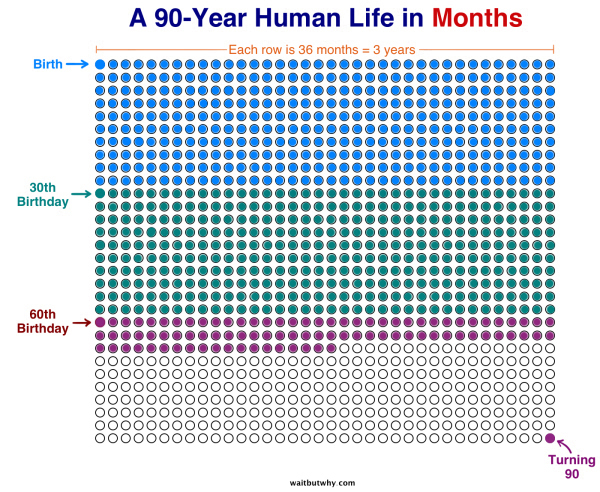 A 90-Year Human Life in Months
Each row is 36 months = 3 years
Birth
30th
Birthday
60th
Birthday
Turning
90
waitbutwhy.com